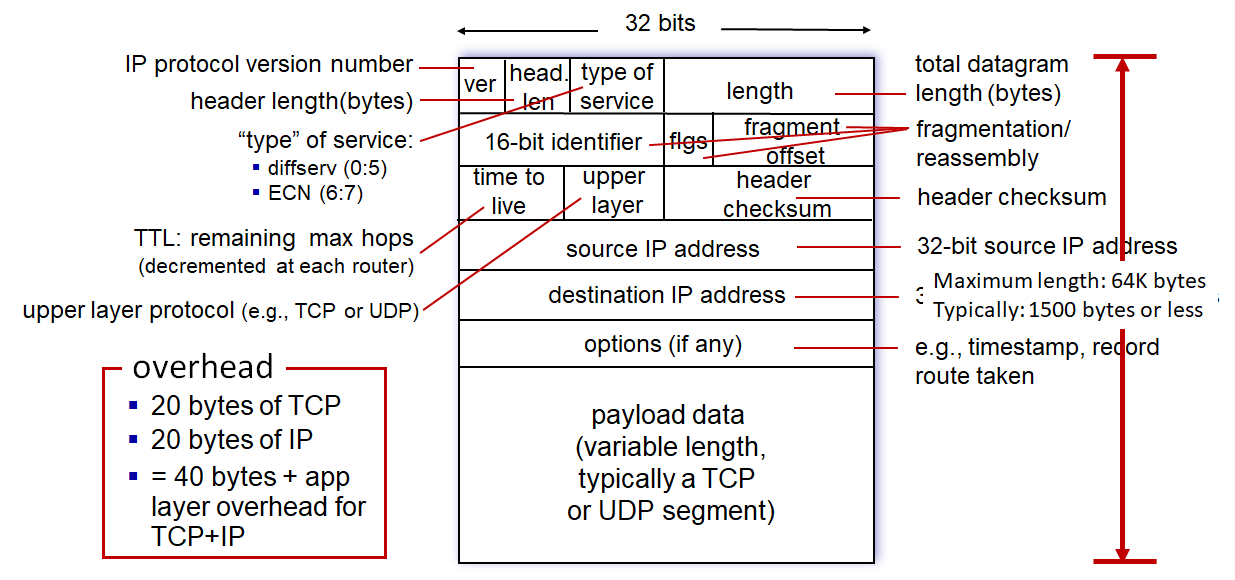 32 bits
IP protocol version number
header length(bytes)
“type” of service:
▪ diffserv (0:5)
▪ ECN (6:7)
TTL: remaining max hops
(decremented at each router)
upper layer protocol (e.g., TCP or UDP)
overhead
▪ 20 bytes of TCP
▪ 20 bytes of IP
▪ = 40 bytes + app
layer overhead for
TCP+IP
ver
head.
len
type of
service
length
16-bit identifier
flgs
fragment
offset
time to
live
upper
layer
header
checksum
source IP address
destination IP address
options (if any)
payload data
(variable length,
typically a TCP
or UDP segment)
total datagram
length (bytes)
fragmentation/
reassembly
header checksum
32-bit source IP address
Maximum length: 64K bytes
Typically: 1500 bytes or less
e.g., timestamp, record
route taken